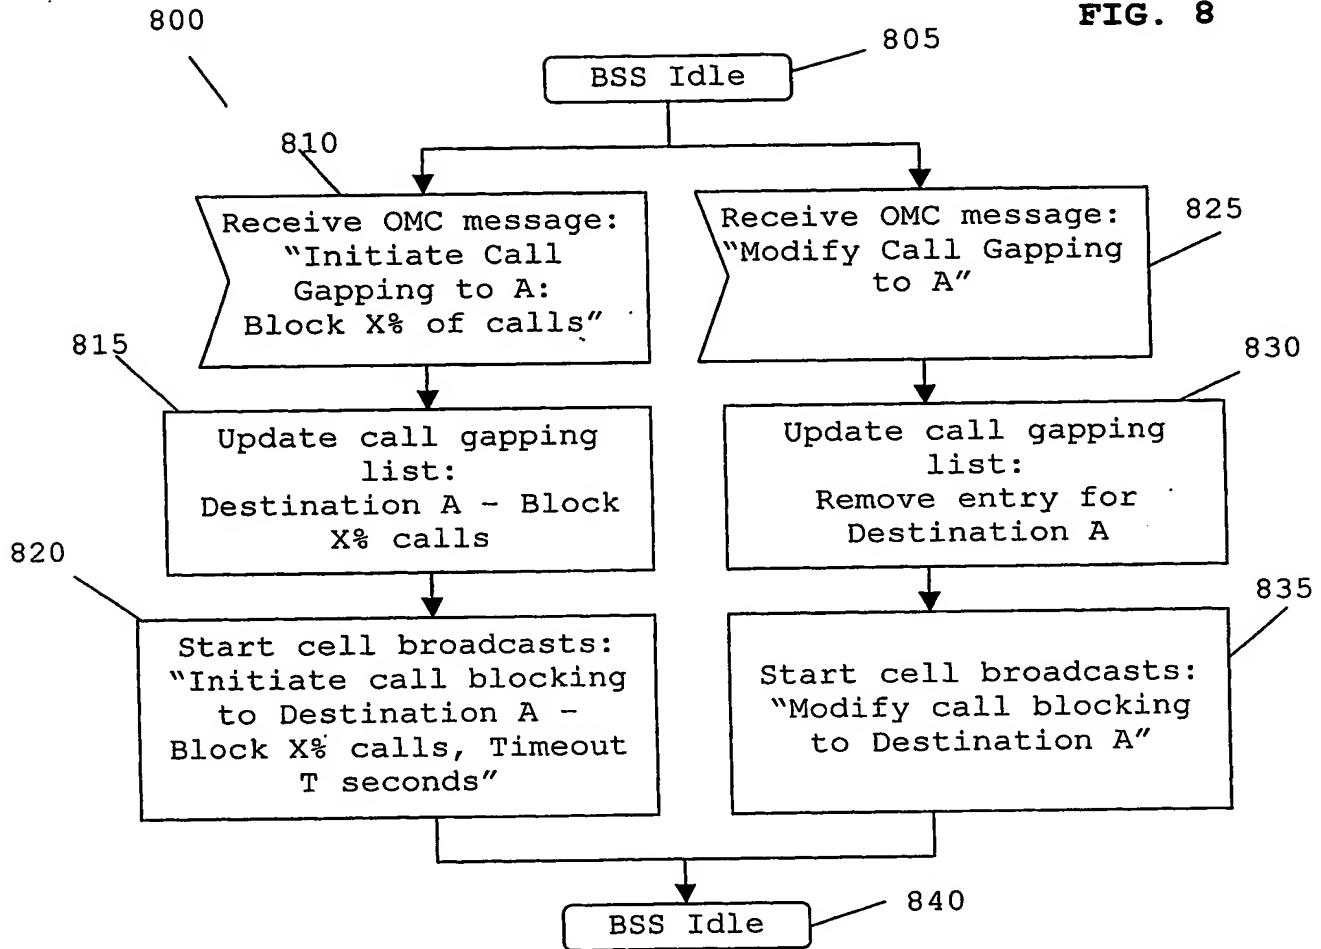 FIG. 8
800
805
BSS Idle
810
Receive OMC message:
“Initiate Call
Gapping to A:
Block X% of calls”
825
Receive OMC message:
“Modify Call Gapping
to A”
815
Update call gapping
list:
Destination A – Block
X% calls
830
Update call gapping
list:
Remove entry for
Destination A
820
Start cell broadcasts:
“Initiate call blocking
to Destination A –
Block X% calls, Timeout
T seconds”
835
Start cell broadcasts:
“Modify call blocking
to Destination A”
BSS Idle
840